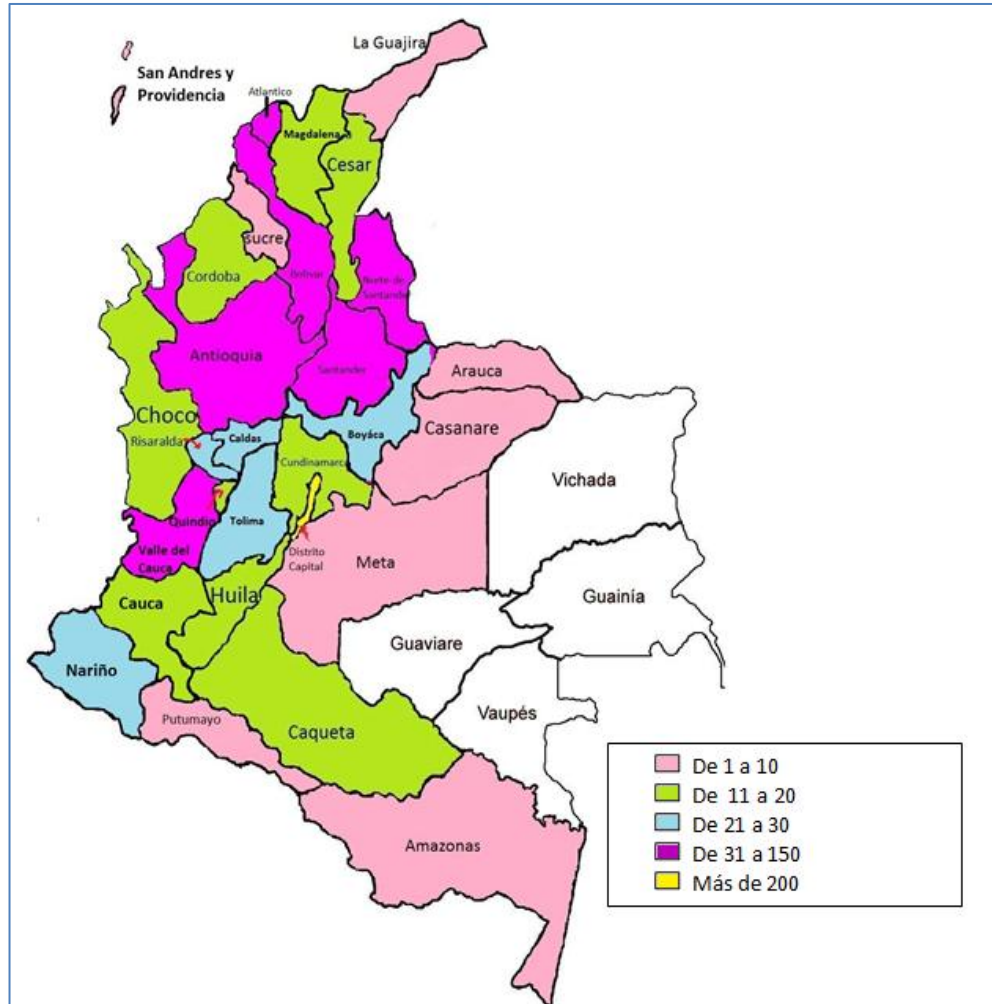 La Guajira
San Andres y
Providencia
Atlantico
Magdalena
Cesar
sucre
Cordoba
Bolivar
Norte de
Santander
Antioquia
Santander
Arauca
Choco
Risaralda
Caldas
Boyáca
Casanare
Cundinamarca
Vichada
Quindio
Tolima
Valle del
Cauca
Distrito
Capital
Meta
Huila
Cauca
Guainía
Guaviare
Nariño
Vaupés
Putumayo
Caqueta
Amazonas
De 1 a 10
De 11 a 20
De 21 a 30
De 31 a 150
Más de 200